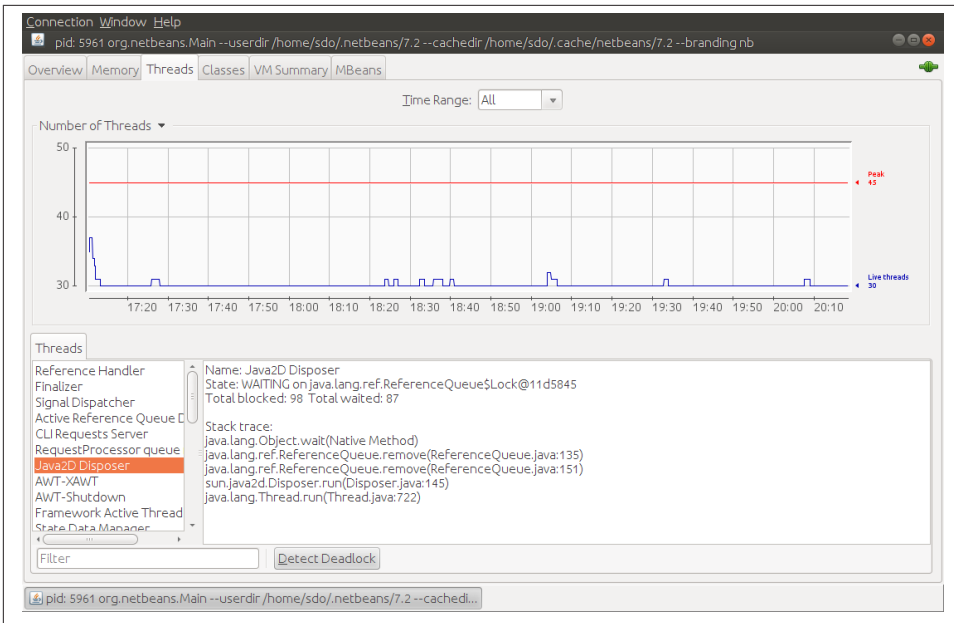 Connection Window Help
pid: 5961 org.netbeans.Main --userdir /home/sdo/.netbeans/7.2 --cachedir /home/sdo/.cache/netbeans/7.2 --branding nb
Overview Memory Threads Classes VM Summary MBeans
Time Range: All
Number of Threads
50
40
30
Peak
45
Live threads
30
17:20 17:30 17:40 17:50 18:00 18:10 18:20 18:30 18:40 18:50 19:00 19:10 19:20 19:30 19:40 19:50 20:00 20:10
Threads
Reference Handler
Finalizer
Signal Dispatcher
Active Reference Queue D
CLI Requests Server
RequestProcessor queue
Java2D Disposer
AWT-XAWT
AWT-Shutdown
Framework Active Thread
State Data Manager
Name: Java2D Disposer
State: WAITING on java.lang.ref.ReferenceQueue$Lock@11d5845
Total blocked: 98 Total waited: 87
Stack trace:
java.lang.Object.wait(Native Method)
java.lang.ref.ReferenceQueue.remove(ReferenceQueue.java:135)
java.lang.ref.ReferenceQueue.remove(ReferenceQueue.java:151)
sun.java2d.Disposer.run(Disposer.java:145)
java.lang.Thread.run(Thread.java:722)
Filter
Detect Deadlock
pid: 5961 org.netbeans.Main --userdir /home/sdo/.netbeans/7.2 --cachedi...